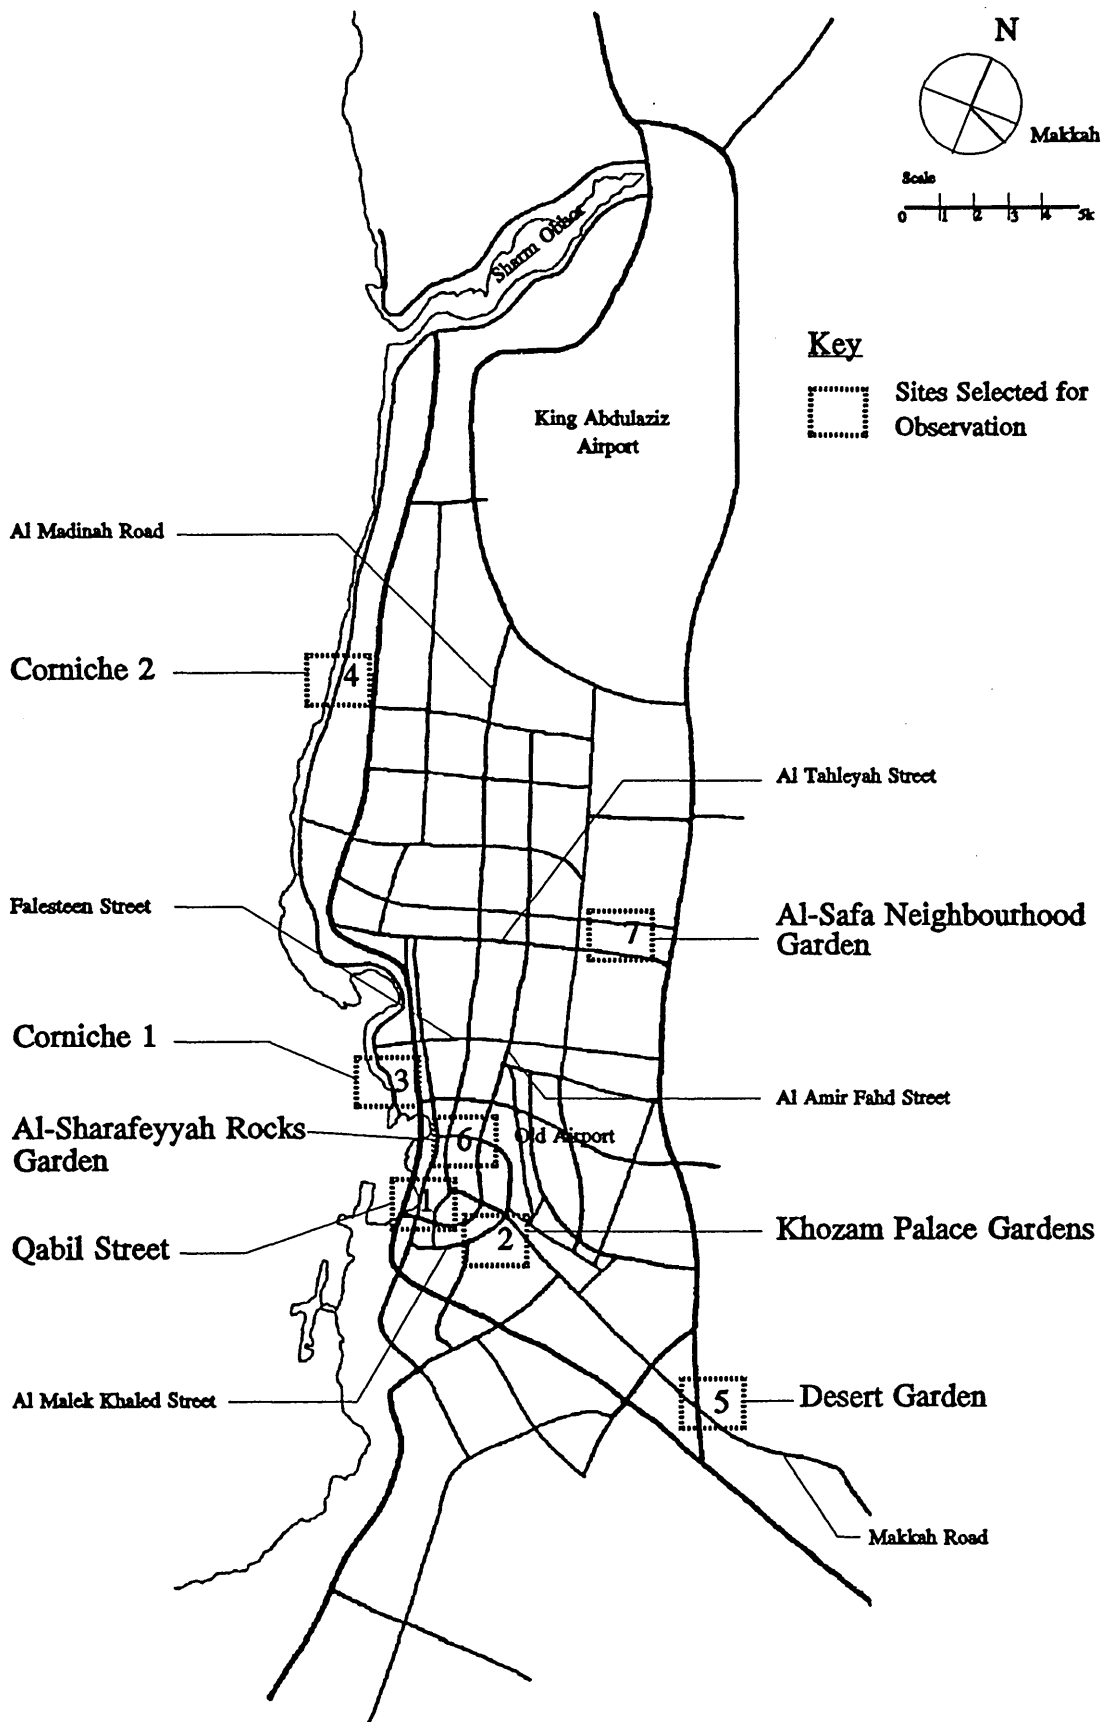 N
Makkah
Scale
0 1 2 3 4 5k
Sharm Obhor
Key
Sites Selected for
Observation
King Abdulaziz
Airport
Al Madinah Road
Corniche 2
4
Al Tahleyah Street
Falesteen Street
Al-Safa Neighbourhood
Garden
7
Corniche 1
3
Al Amir Fahd Street
Al-Sharafeyyah Rocks
Garden
6
Old Airport
1
Khozam Palace Gardens
2
Qabil Street
Al Malek Khaled Street
5
Desert Garden
Makkah Road